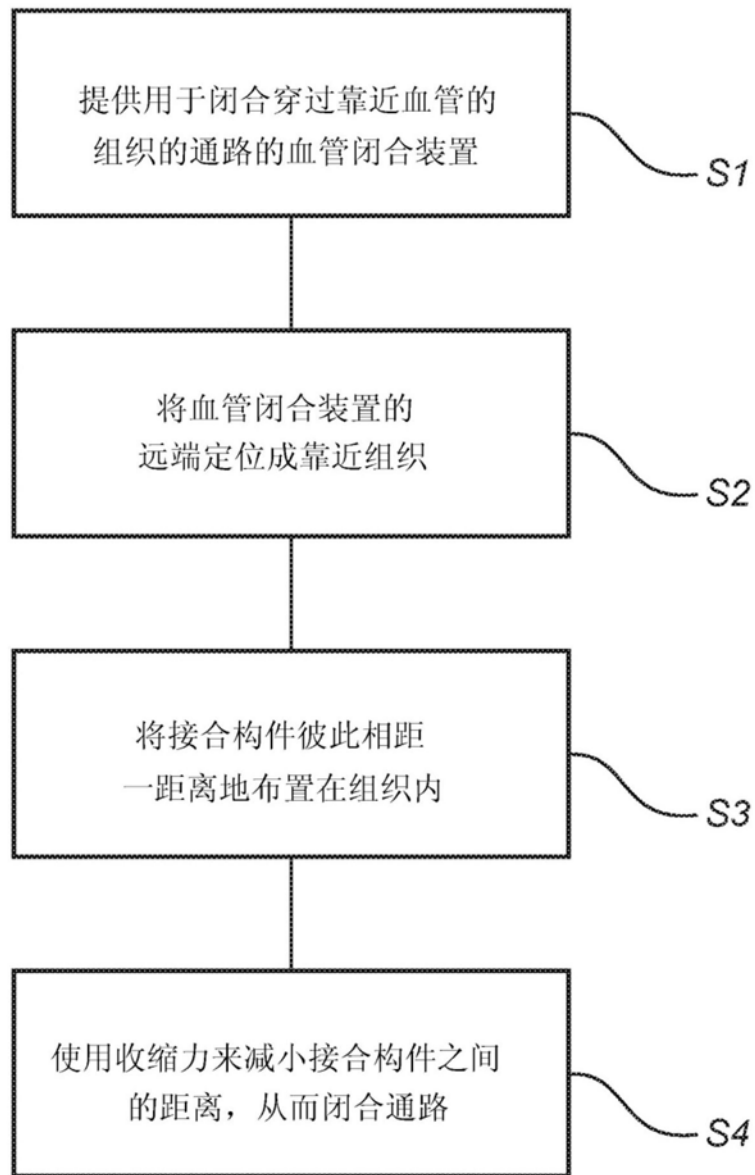 提供用于闭合穿过靠近血管的
组织的通路的血管闭合装置
S1
将血管闭合装置的
远端定位成靠近组织
S2
将接合构件彼此相距
一距离地布置在组织内
S3
使用收缩力来减小接合构件之间
的距离，从而闭合通路
S4